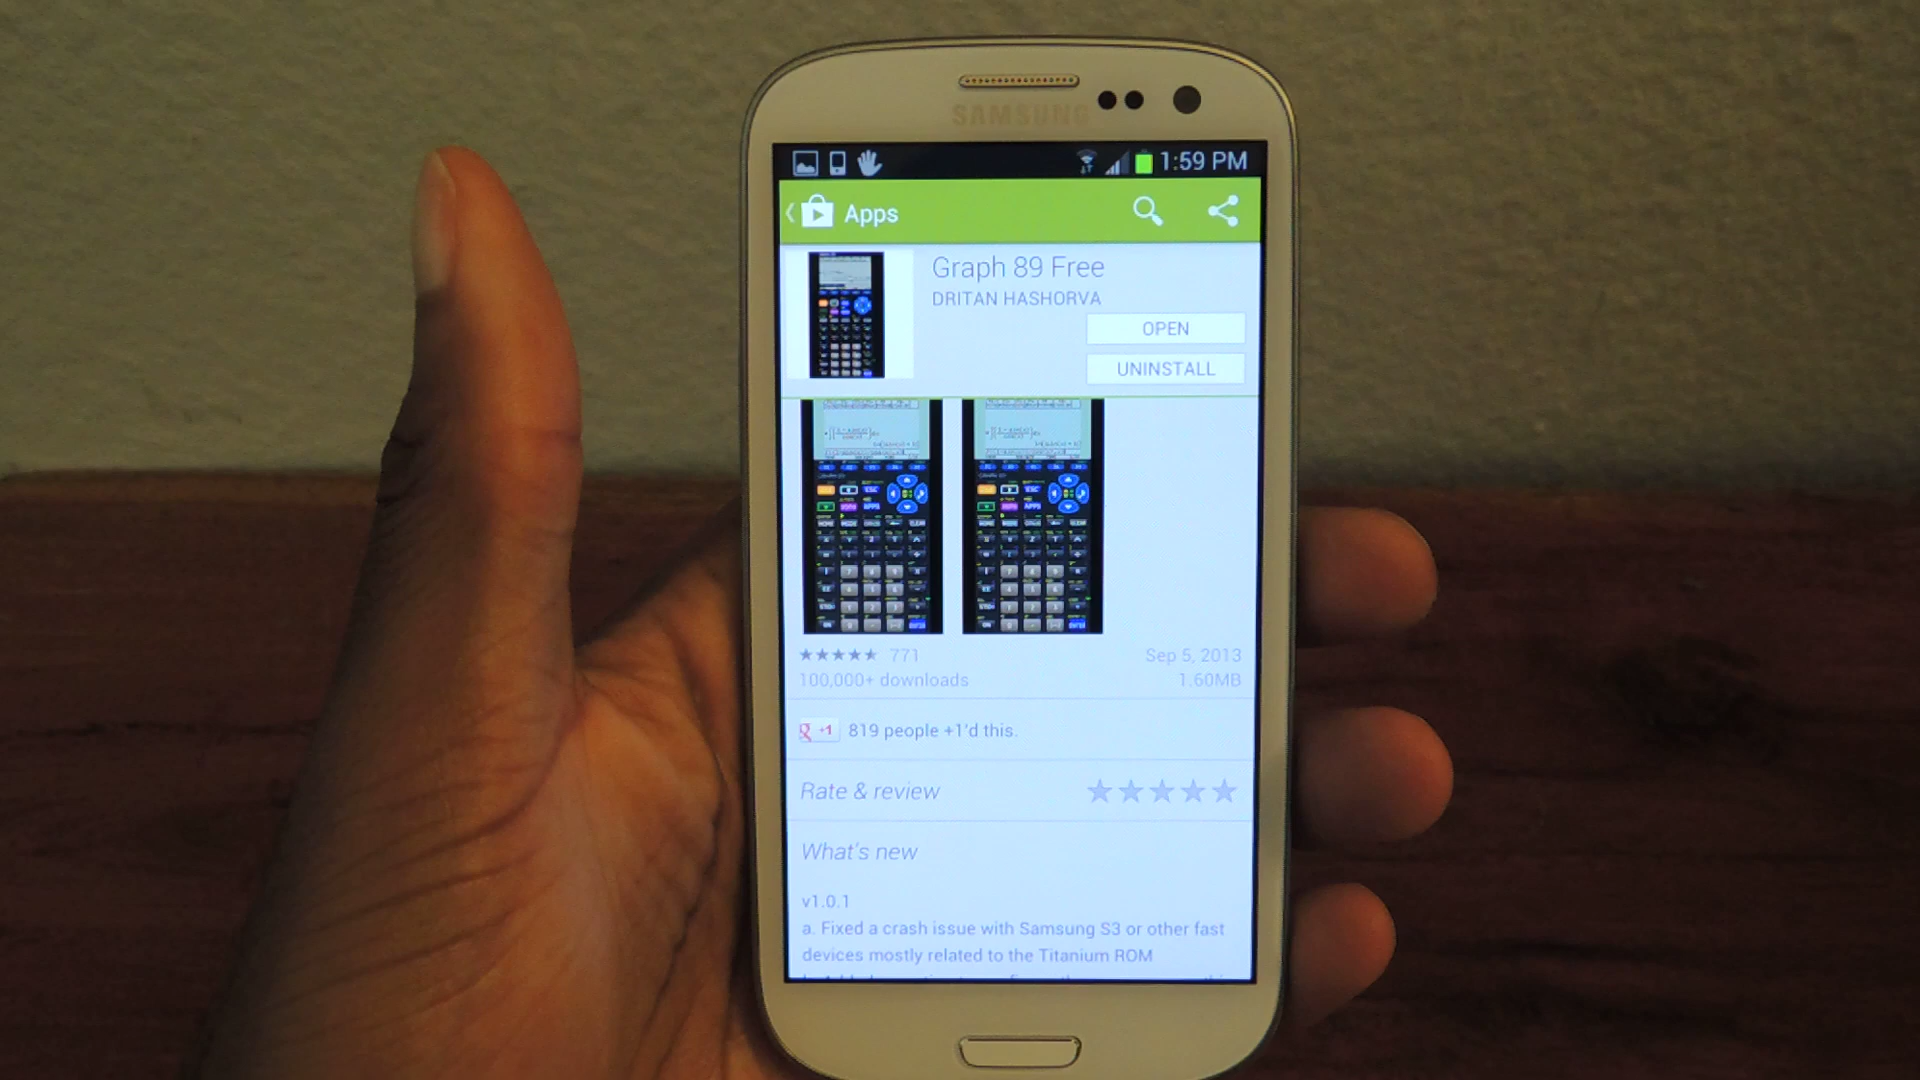 SAMSUNG
1:59 PM
Apps
Graph 89 Free
DRITAN HASHORVA
OPEN
UNINSTALL
771
Sep 5, 2013
100,000+ downloads
1.60MB
g +1 819 people +1'd this.
Rate & review
What's new
v1.0.1
a. Fixed a crash issue with Samsung S3 or other fast
devices mostly related to the Titanium ROM